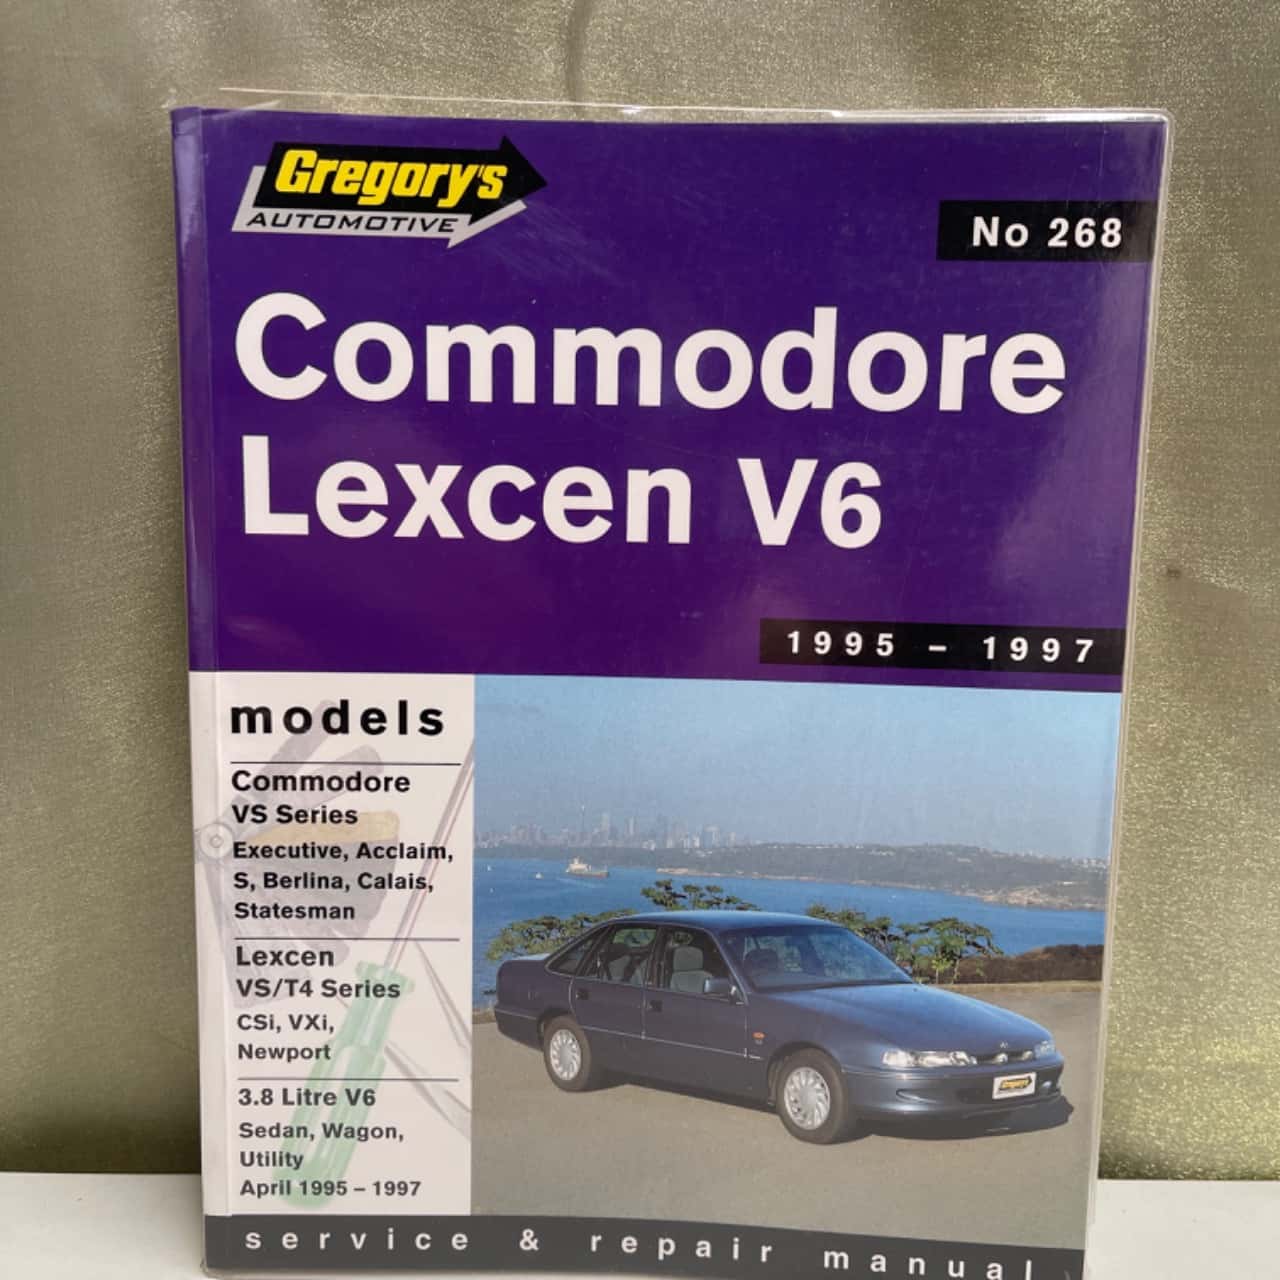 Gregory's
AUTOMOTIVE
No 268
Commodore
Lexcen V6
1995 – 1997
models
Commodore
VS Series
Executive, Acclaim,
S, Berlina, Calais,
Statesman
Lexcen
VS/T4 Series
CSi, VXi,
Newport
3.8 Litre V6
Sedan, Wagon,
Utility
April 1995 – 1997
Gregory's
service & repair manual